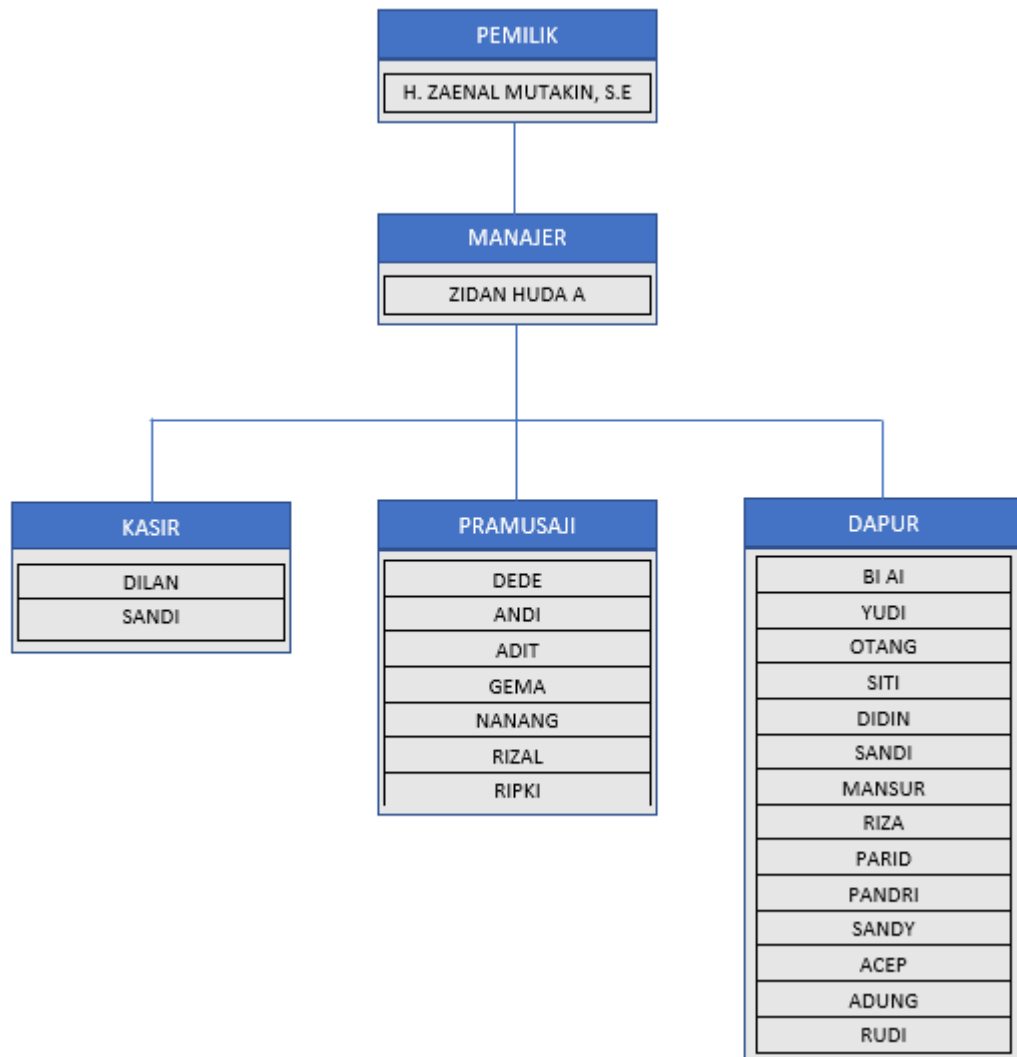 PEMILIK
H. ZAENAL MUTAKIN, S.E
MANAJER
ZIDAN HUDA A
KASIR
DILAN
SANDI
PRAMUSAJI
DEDE
ANDI
ADIT
GEMA
NANANG
RIZAL
RIPKI
DAPUR
BI AI
YUDI
OTANG
SITI
DIDIN
SANDI
MANSUR
RIZA
PARID
PANDRI
SANDY
ACEP
ADUNG
RUDI